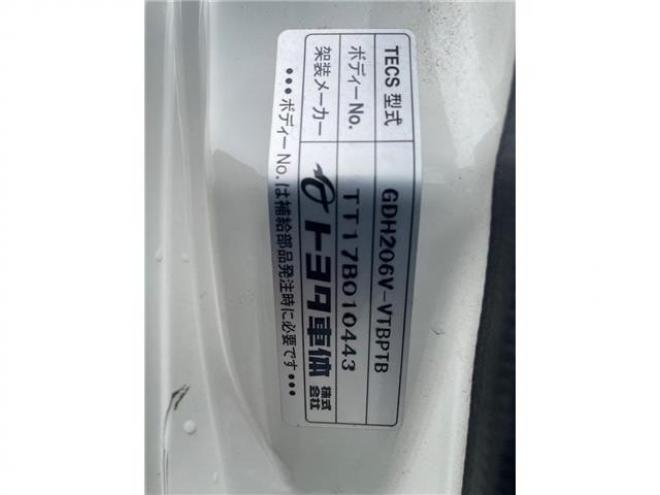 TECS 型式 GDH206V-VTBPTB
ボディーNo. TT17B010443
架装メーカー トヨタ車体 株式会社
●●●ボディーNo.は補給部品発注時に必要です●●●